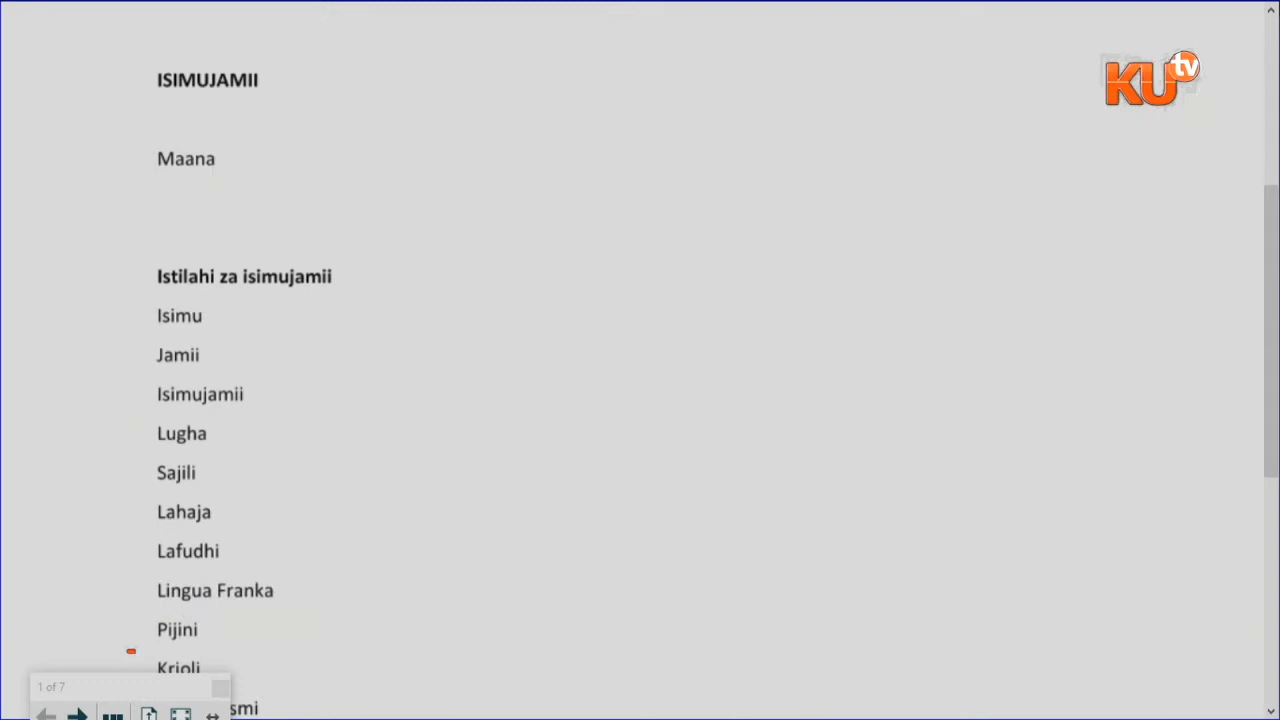 ISIMUJAMII
KU tv
Maana
Istilahi za isimujamii
Isimu
Jamii
Isimujamii
Lugha
Sajili
Lahaja
Lafudhi
Lingua Franka
Pijini
Krioli
1 of 7